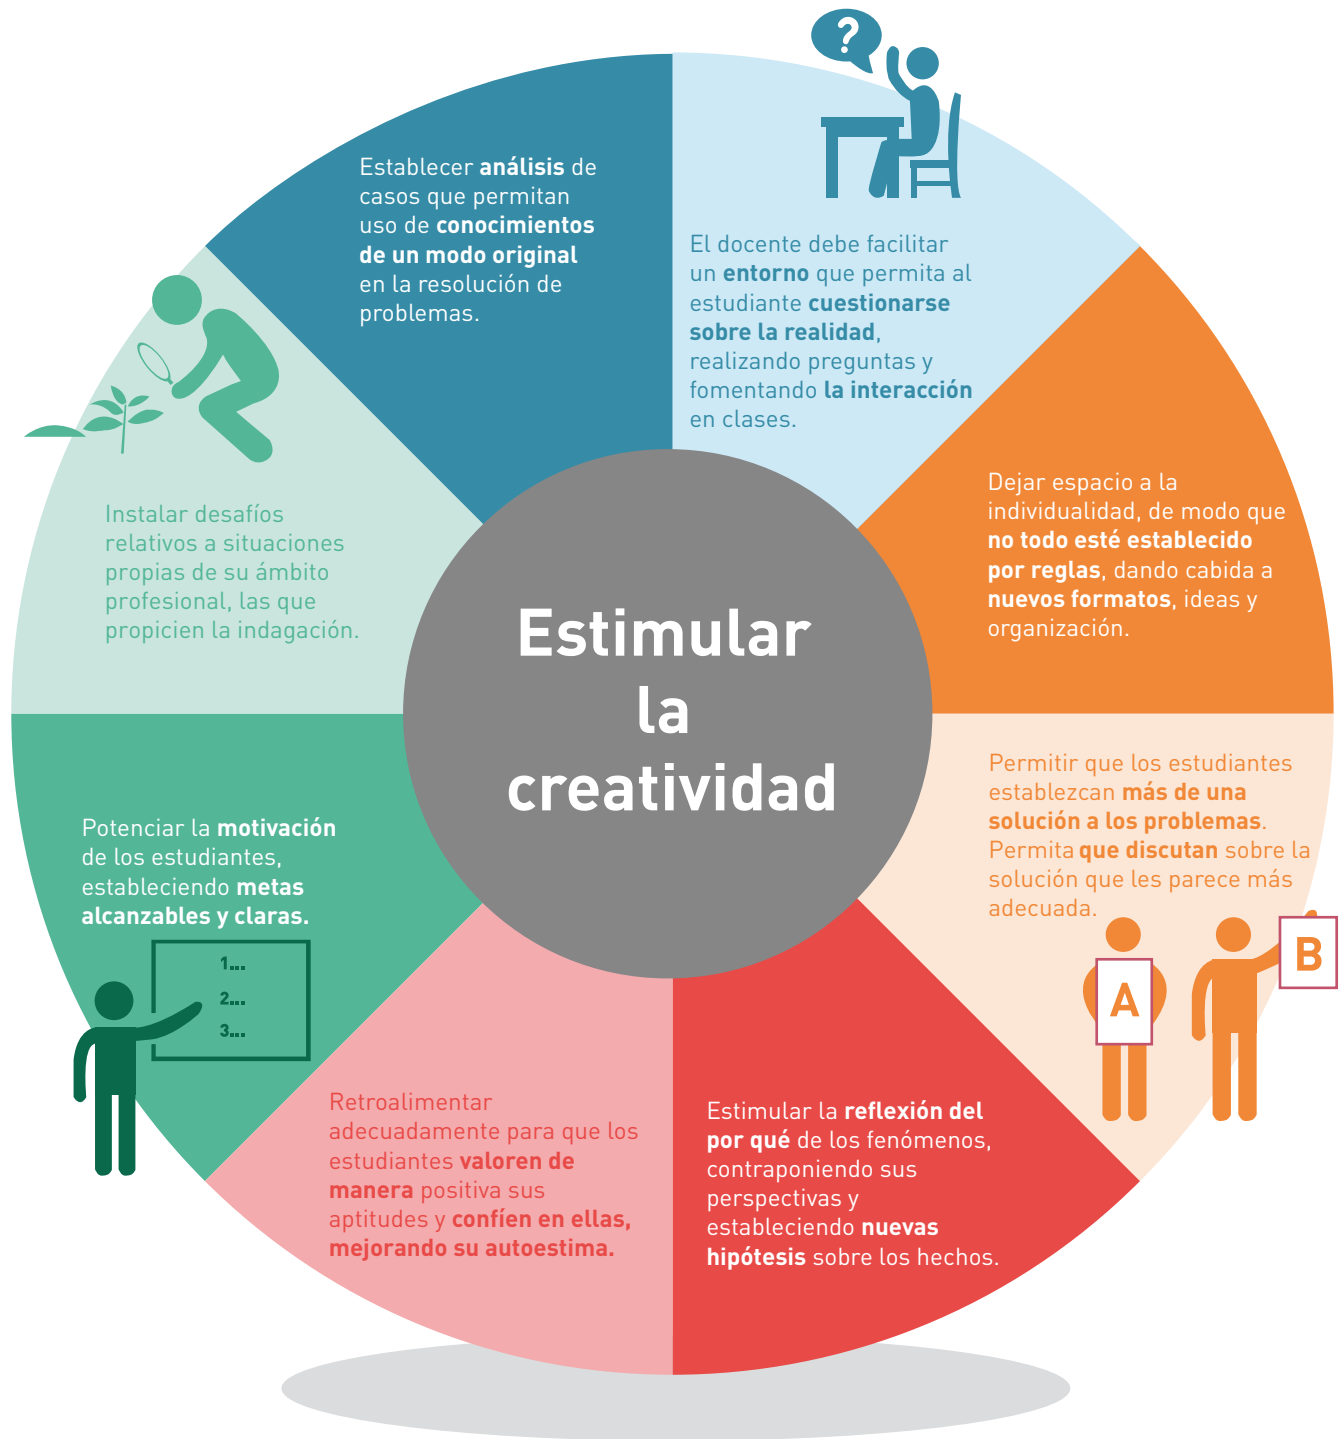 ?
Establecer análisis de
casos que permitan
uso de conocimientos
de un modo original
en la resolución de
problemas.
El docente debe facilitar
un entorno que permita al
estudiante cuestionarse
sobre la realidad,
realizando preguntas y
fomentando la interacción
en clases.
Dejar espacio a la
individualidad, de modo que
no todo esté establecido
por reglas, dando cabida a
nuevos formatos, ideas y
organización.
Instalar desafíos
relativos a situaciones
propias de su ámbito
profesional, las que
propicien la indagación.
Estimular
la
creatividad
Permitir que los estudiantes
establezcan más de una
solución a los problemas.
Permita que discutan sobre la
solución que les parece más
adecuada.
A
B
Potenciar la motivación
de los estudiantes,
estableciendo metas
alcanzables y claras.
1...
2...
3...
Retroalimentar
adecuadamente para que los
estudiantes valoren de
manera positiva sus
aptitudes y confíen en ellas,
mejorando su autoestima.
Estimular la reflexión del
por qué de los fenómenos,
contraponiendo sus
perspectivas y
estableciendo nuevas
hipótesis sobre los hechos.